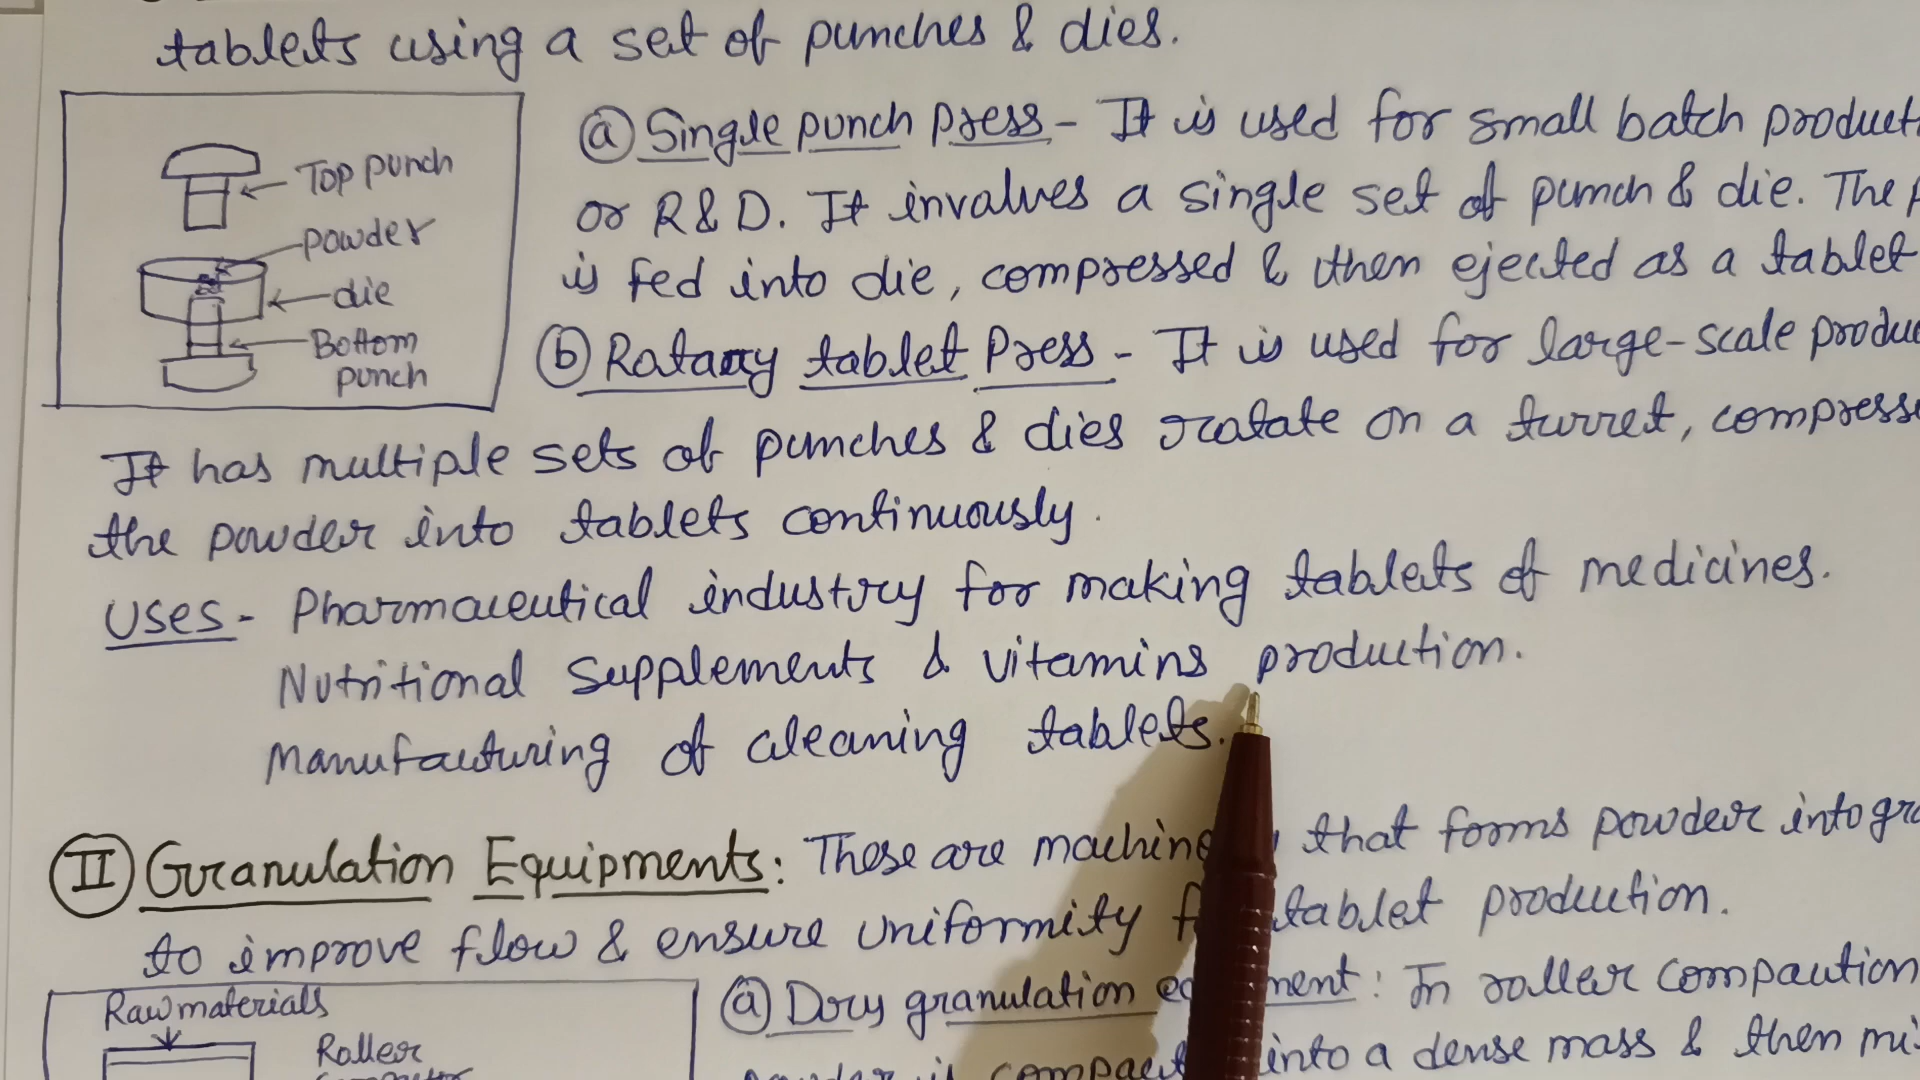 tablets using a set of punches & dies.
Top punch
powder
die
Bottom
punch
(a) Single punch press - It is used for small batch product
or R&D. It involves a single set of punch & die. The
is fed into die, compressed & then ejected as a tablet
(b) Rotary tablet Press - It is used for large-scale produc
It has multiple sets of punches & dies rotate on a turret, compress
the powder into tablets continuously.
Uses - Pharmaceutical industry for making tablets of medicines.
Nutritional supplements & vitamins production.
Manufacturing of cleaning tablets.
(II) Granulation Equipments: These are that forms powder into gr
to improve flow & ensure uniformity tablet production.
Raw materials
Roller
(a) Dry granulation : In roller compaction
into a dense mass & then